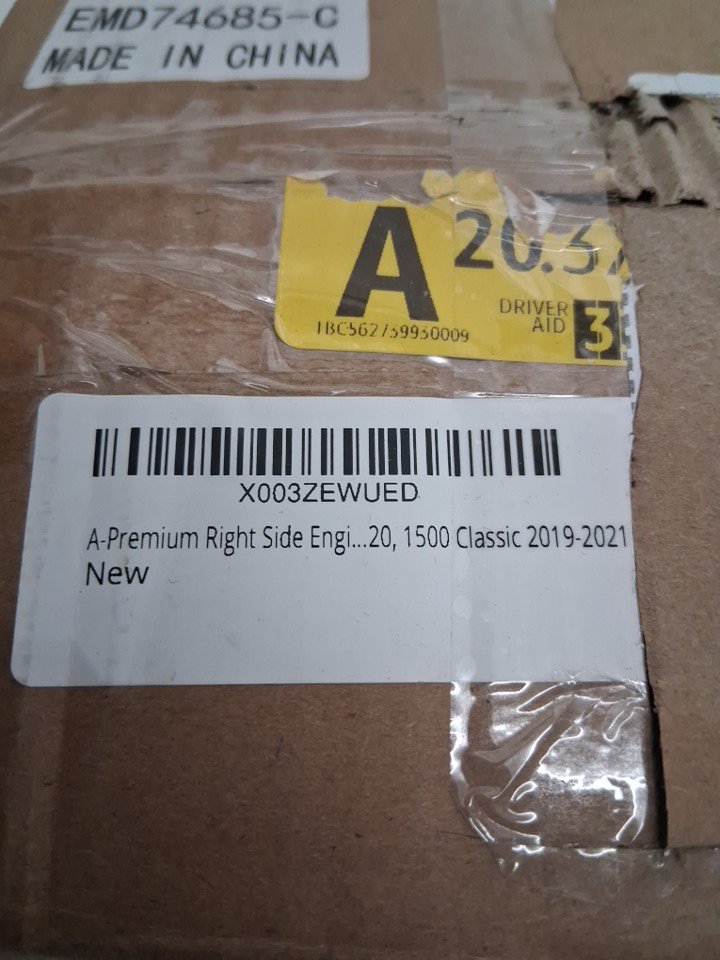 EMD74685-C
MADE IN CHINA
A
DRIVER
AID
3
X003ZEWUED
A-Premium Right Side Engi...20, 1500 Classic 2019-2021
New